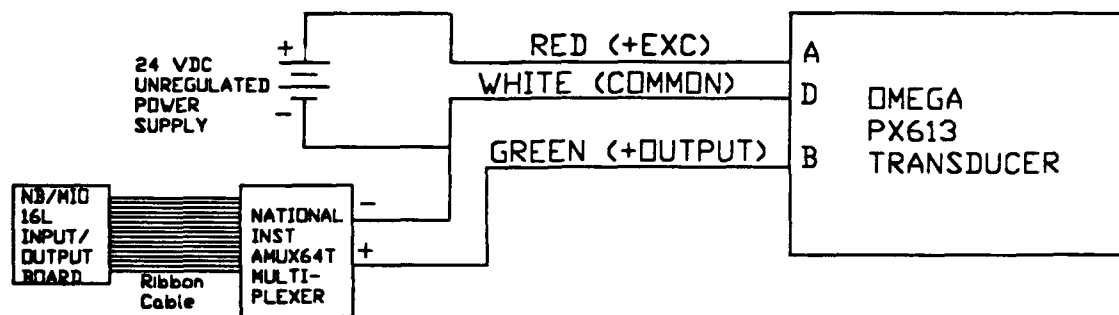 RED (+EXC)
A
+
24 VDC
UNREGULATED
POWER
SUPPLY
-
WHITE (COMMON)
D
OMEGA
PX613
TRANSDUCER
GREEN (+OUTPUT)
B
NB/MIO
16L
INPUT/
OUTPUT
BOARD
Ribbon
Cable
NATIONAL
INST
AMUX64T
MULTI-
PLEXER
-
+